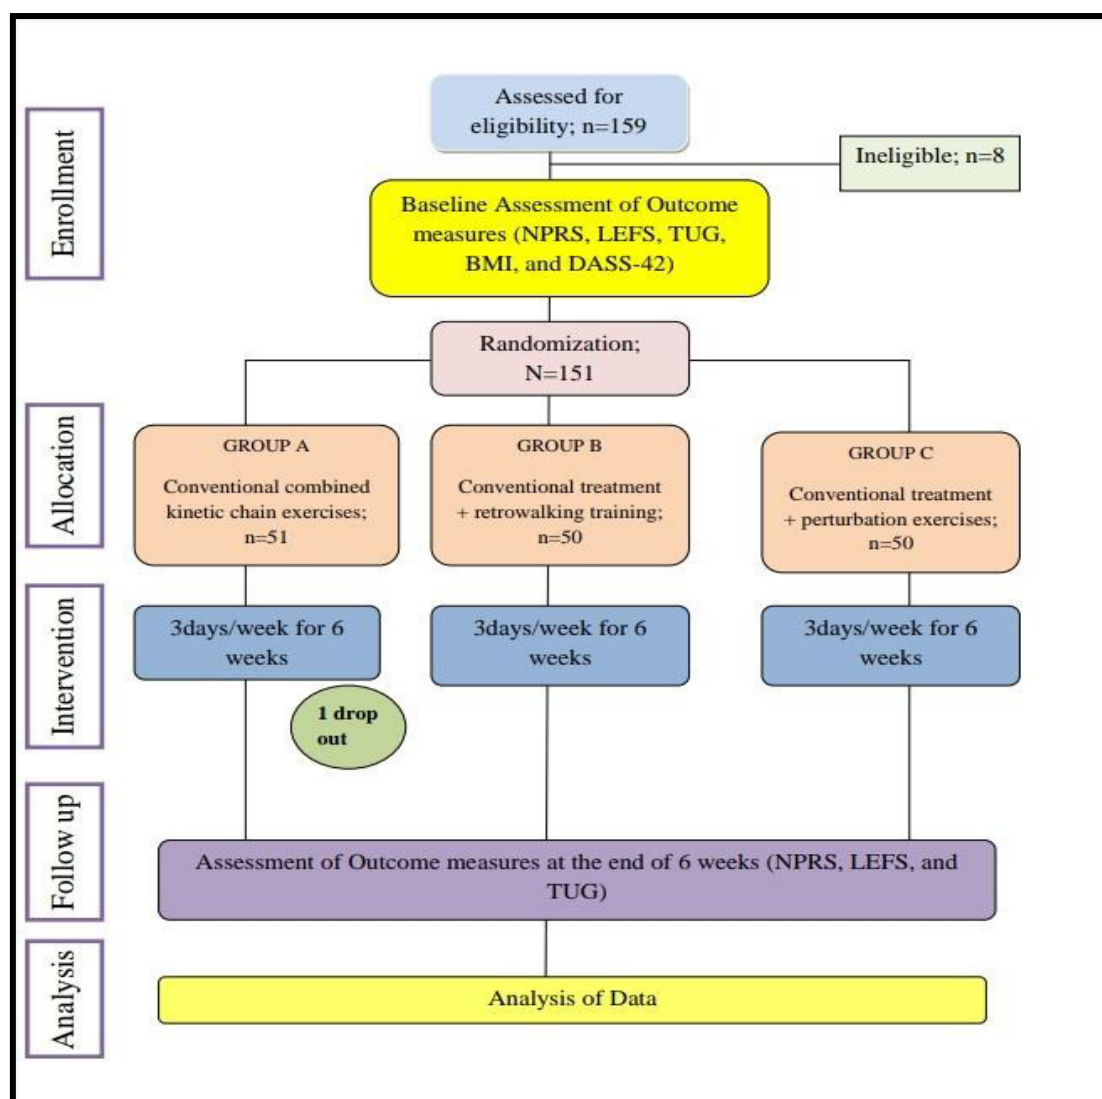 Enrollment
Assessed for
eligibility; n=159
Ineligible; n=8
Baseline Assessment of Outcome
measures (NPRS, LEFS, TUG,
BMI, and DASS-42)
Randomization;
N=151
Allocation
GROUP A
Conventional combined
kinetic chain exercises;
n=51
GROUP B
Conventional treatment
+ retrowalking training;
n=50
GROUP C
Conventional treatment
+ perturbation exercises;
n=50
Intervention
3days/week for 6
weeks
3days/week for 6
weeks
3days/week for 6
weeks
1 drop
out
Follow up
Assessment of Outcome measures at the end of 6 weeks (NPRS, LEFS, and
TUG)
Analysis
Analysis of Data